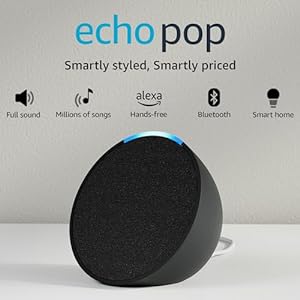 echo pop
Smartly styled, Smartly priced
alexa
Full sound
Millions of songs
Hands-free
Bluetooth
Smart home